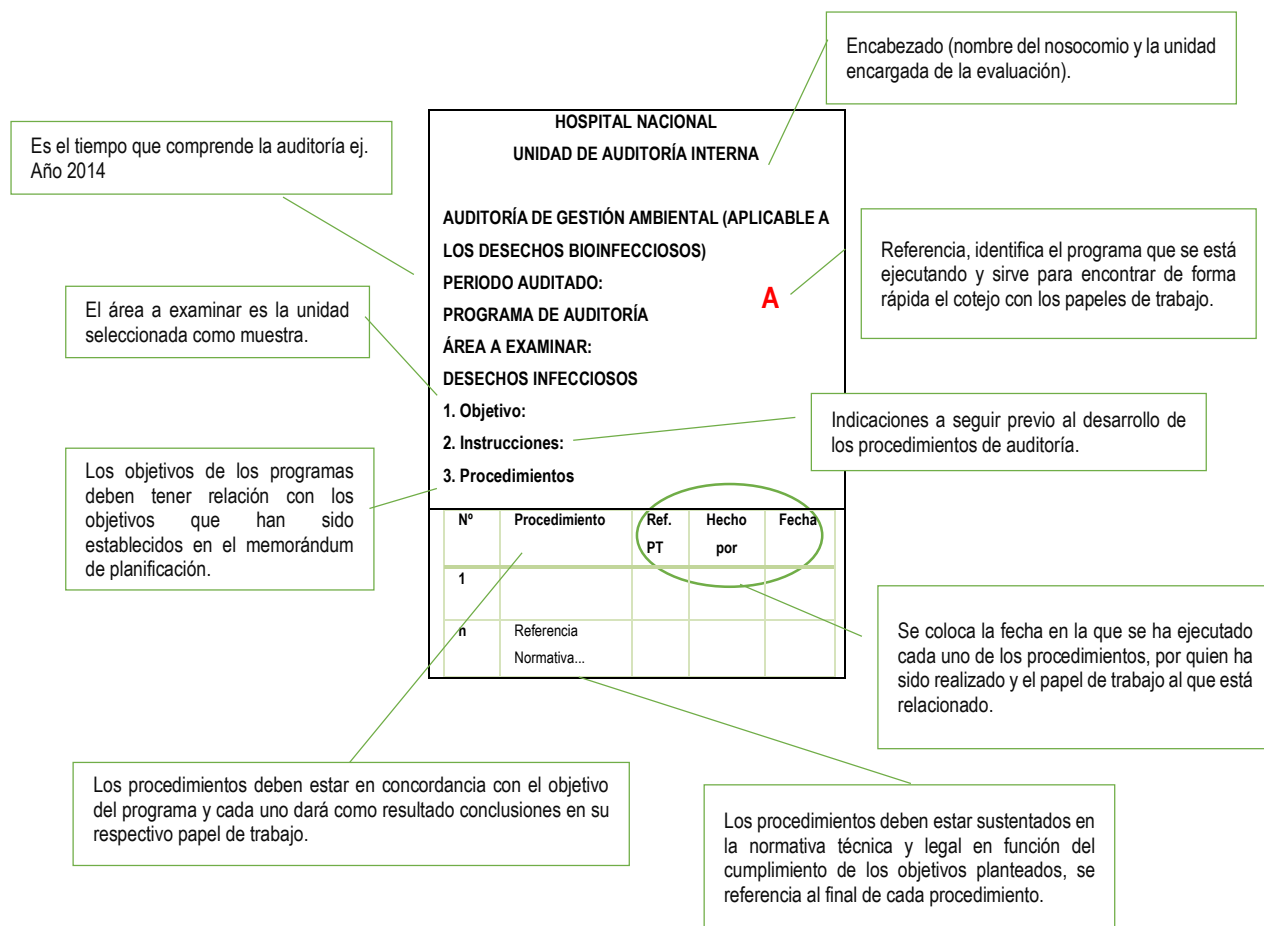 Encabezado (nombre del nosocomio y la unidad
encargada de la evaluación).
Es el tiempo que comprende la auditoría ej.
Año 2014
HOSPITAL NACIONAL
UNIDAD DE AUDITORÍA INTERNA
AUDITORÍA DE GESTIÓN AMBIENTAL (APLICABLE A
LOS DESECHOS BIOINFECCIOSOS)
PERIODO AUDITADO:
A
PROGRAMA DE AUDITORÍA
ÁREA A EXAMINAR:
DESECHOS INFECCIOSOS
1. Objetivo:
2. Instrucciones:
3. Procedimientos
Referencia, identifica el programa que se está
ejecutando y sirve para encontrar de forma
rápida el cotejo con los papeles de trabajo.
El área a examinar es la unidad
seleccionada como muestra.
Indicaciones a seguir previo al desarrollo de
los procedimientos de auditoría.
Los objetivos de los programas
deben tener relación con los
objetivos que han sido
establecidos en el memorándum
de planificación.
Nº Procedimiento Ref. Hecho Fecha
PT por
1
n Referencia
Normativa...
Se coloca la fecha en la que se ha ejecutado
cada uno de los procedimientos, por quien ha
sido realizado y el papel de trabajo al que está
relacionado.
Los procedimientos deben estar en concordancia con el objetivo
del programa y cada uno dará como resultado conclusiones en su
respectivo papel de trabajo.
Los procedimientos deben estar sustentados en
la normativa técnica y legal en función del
cumplimiento de los objetivos planteados, se
referencia al final de cada procedimiento.